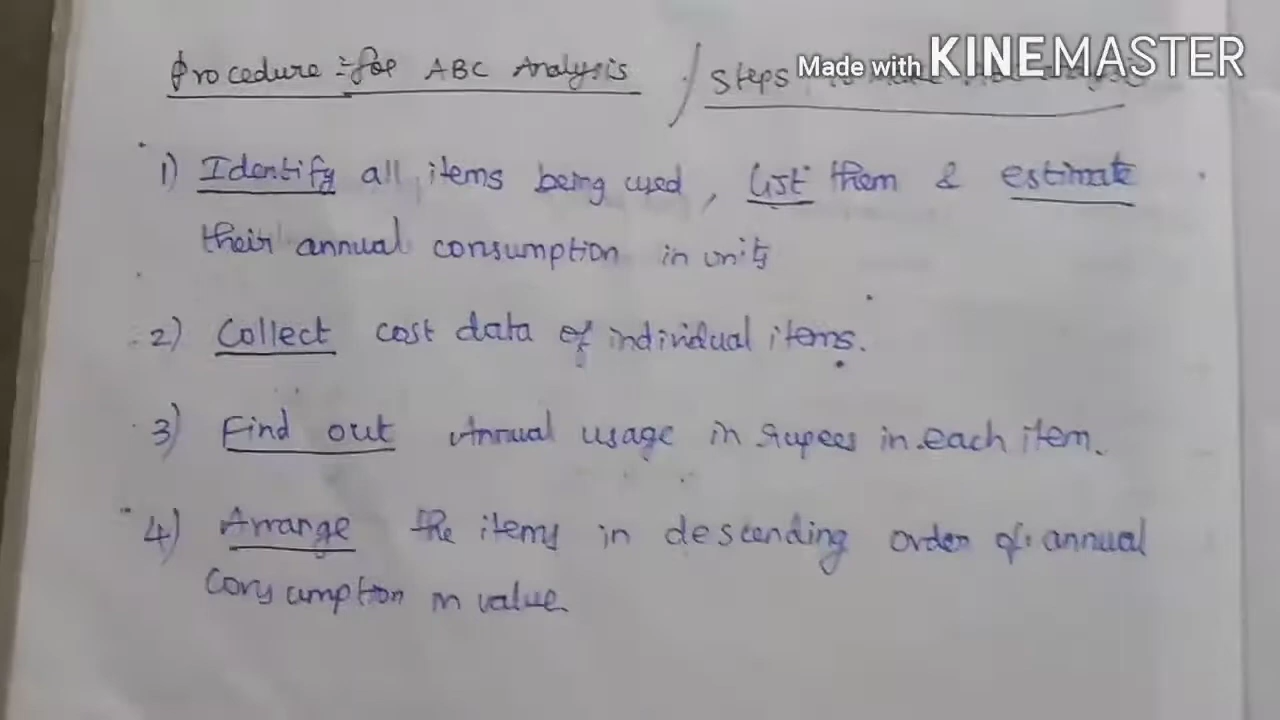 Procedure for ABC Analysis / Steps
Made with KINEMASTER
1) Identify all items being used, list them & estimate
their annual consumption in units
2) Collect cost data of individual items.
3) Find out Annual usage in rupees in each item.
4) Arrange the items in descending order of annual
consumption in value